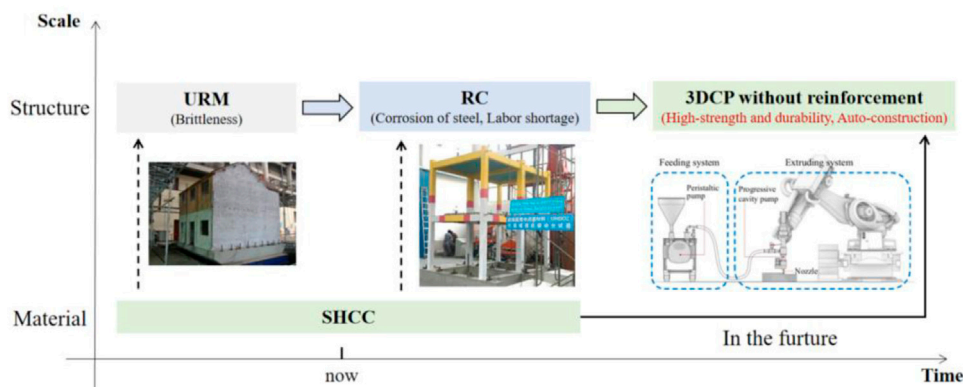 Scale
Structure
URM
(Brittleness)
RC
(Corrosion of steel, Labor shortage)
3DCP without reinforcement
(High-strength and durability, Auto-construction)
Feeding system
Extruding system
Peristaltic
pump
Progressive
cavity pump
Nozzle
Material
SHCC
In the furture
now
Time